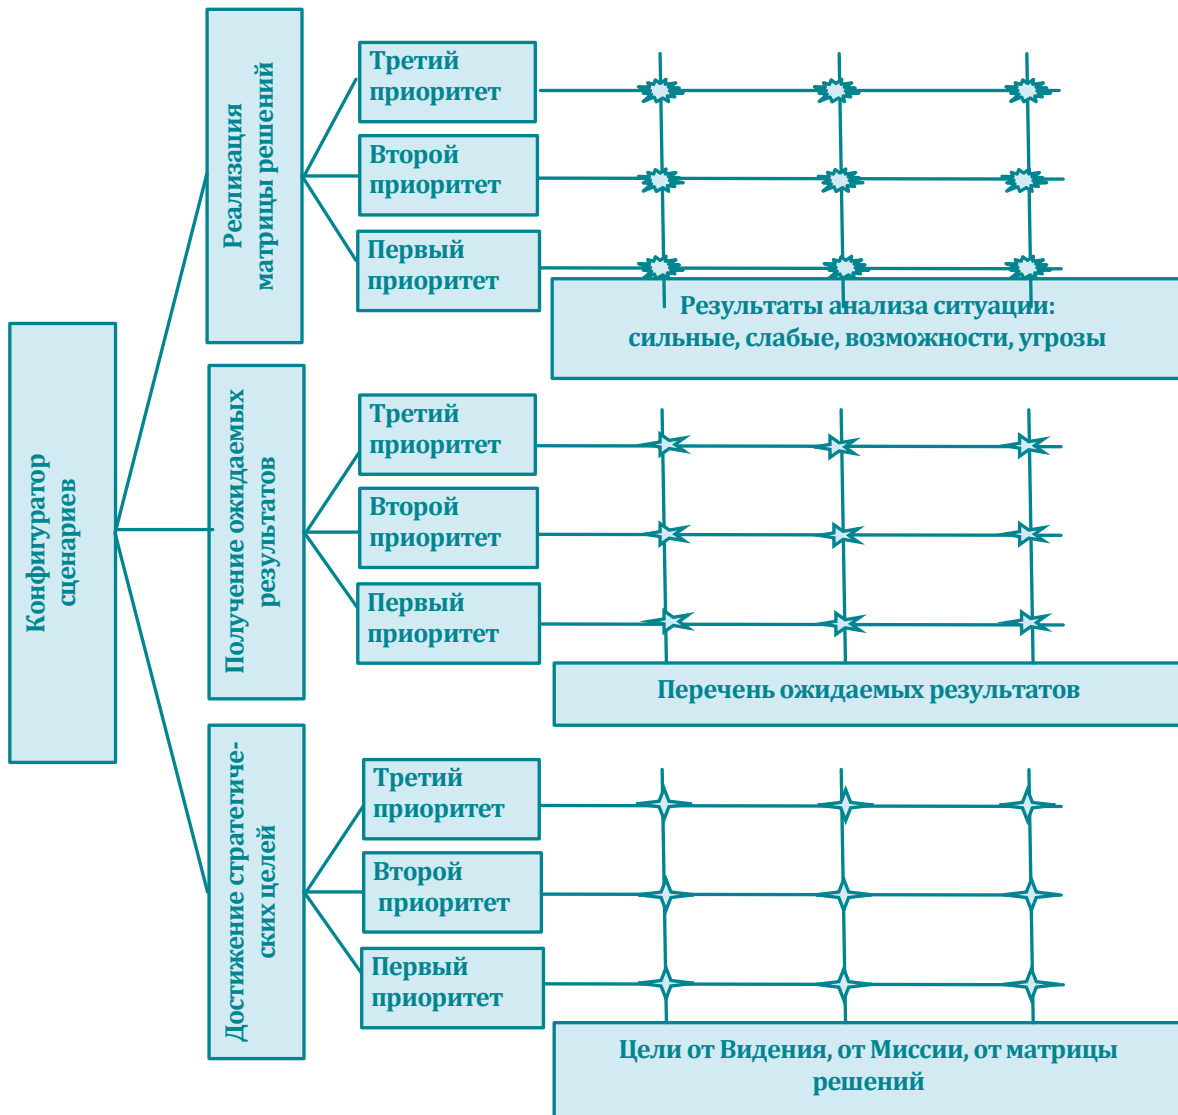 Конфигуратор
сценариев
Реализация
матрицы решений
Третий
приоритет
Второй
приоритет
Первый
приоритет
Результаты анализа ситуации:
сильные, слабые, возможности, угрозы
Получение ожидаемых
результатов
Третий
приоритет
Второй
приоритет
Первый
приоритет
Перечень ожидаемых результатов
Достижение стратегиче-
ских целей
Третий
приоритет
Второй
приоритет
Первый
приоритет
Цели от Видения, от Миссии, от матрицы
решений